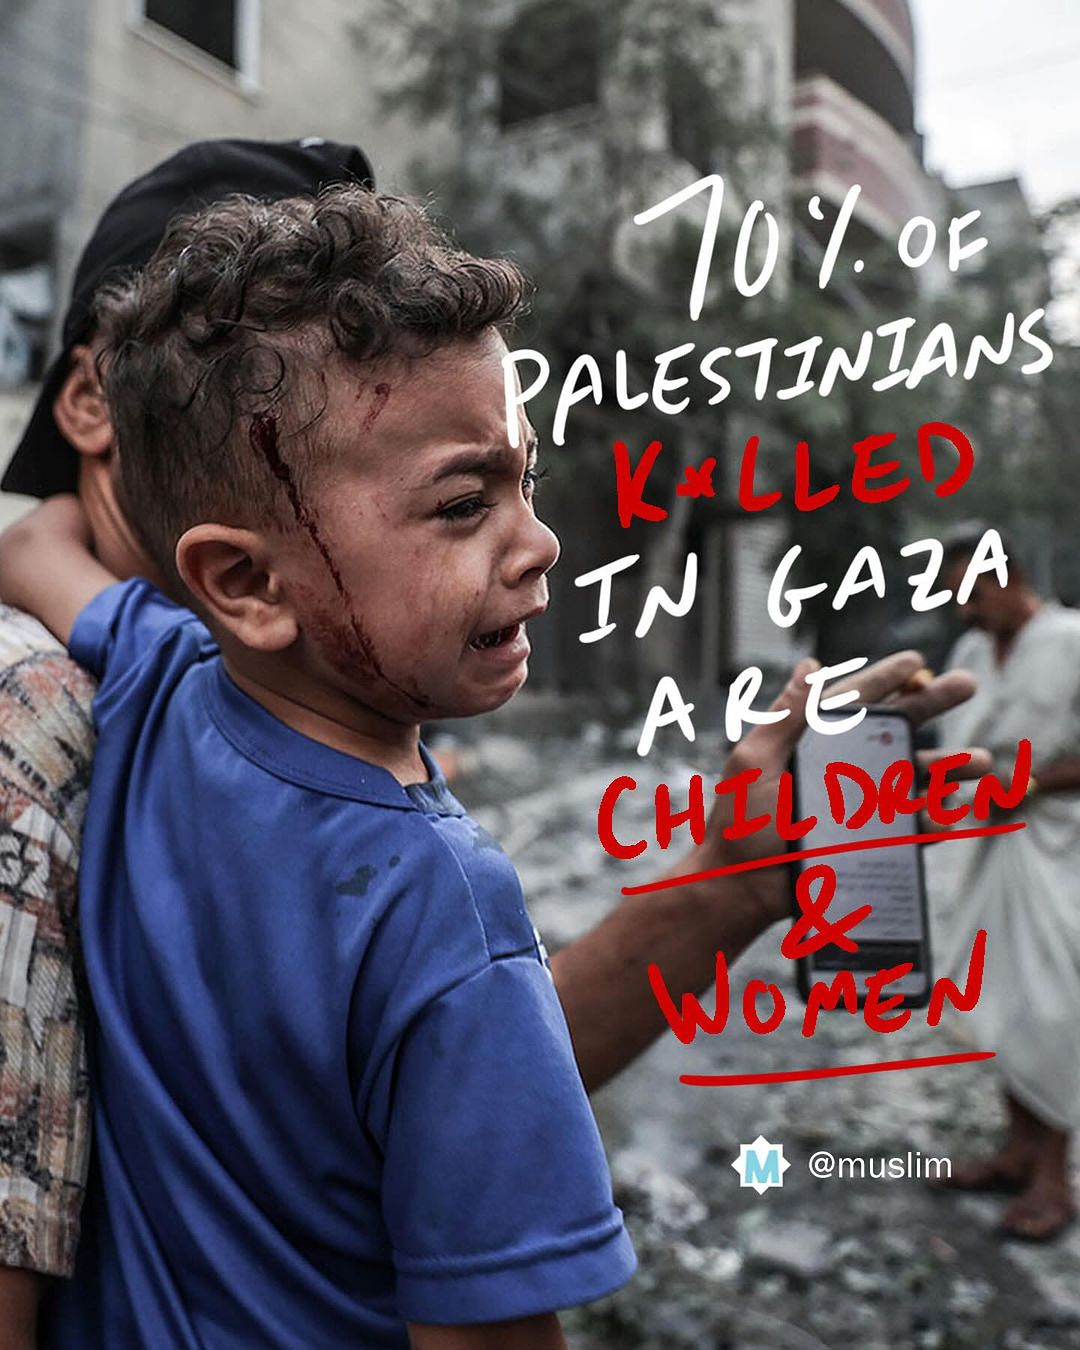 70% OF
PALESTINIANS
K*LLED
IN GAZA
ARE
CHILDREN
&
WOMEN
M @muslim